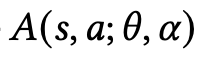 A(s, a; θ, α)